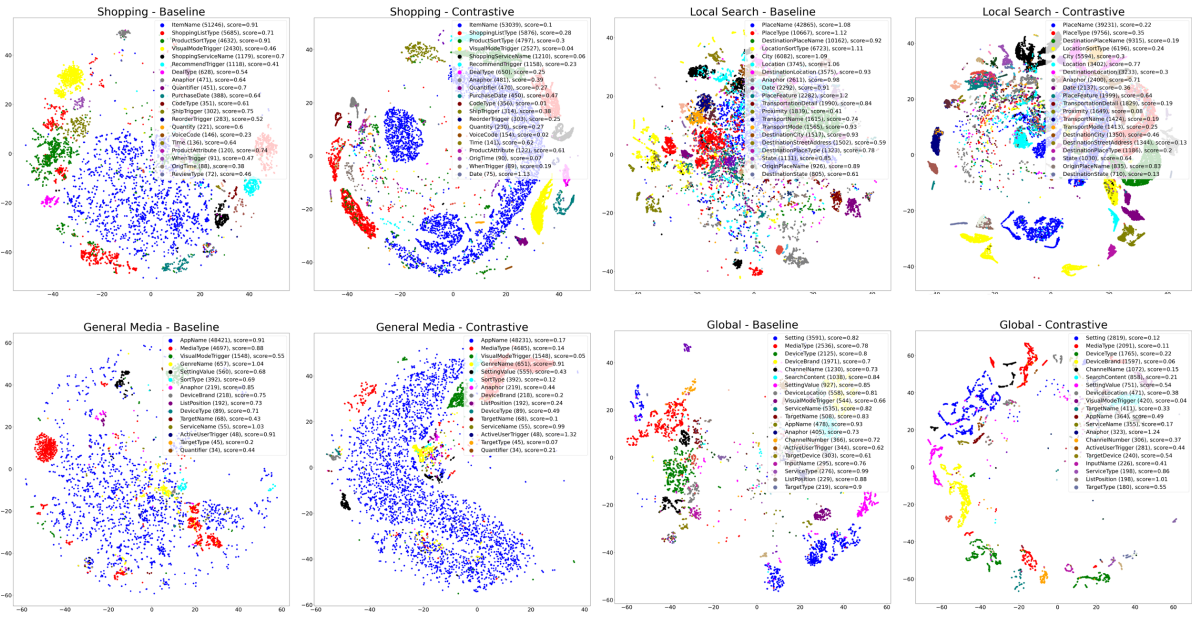 Shopping - Baseline
ItemName (51246), score=0.91
ShoppingListType (5685), score=0.71
ProductSortType (4632), score=0.91
VisualModeTrigger (2430), score=0.46
ShoppingServiceName (1179), score=0.7
RecommendTrigger (1118), score=0.41
DealType (628), score=0.54
Anaphor (471), score=0.64
Quantifier (451), score=0.7
PurchaseDate (388), score=0.64
CodeType (351), score=0.61
ShipTrigger (302), score=0.75
ReorderTrigger (283), score=0.52
Quantify (221), score=0.6
VoiceCode (146), score=0.23
Time (136), score=0.64
ProductAttribute (120), score=0.74
WhenTrigger (91), score=0.47
OrigTime (88), score=0.38
ReviewType (72), score=0.46
Shopping - Contrastive
ItemName (53039), score=0.1
ShoppingListType (5876), score=0.28
ProductSortType (4797), score=0.3
VisualModeTrigger (2527), score=0.04
ShoppingServiceName (1210), score=0.06
RecommendTrigger (1158), score=0.23
DealType (650), score=0.25
Anaphor (481), score=0.39
Quantifier (470), score=0.27
PurchaseDate (450), score=0.47
CodeType (356), score=0.01
ShipTrigger (314), score=0.38
ReorderTrigger (303), score=0.25
Quantify (230), score=0.27
VoiceCode (154), score=0.02
Time (141), score=0.62
ProductAttribute (122), score=0.61
OrigTime (90), score=0.07
WhenTrigger (89), score=0.19
Date (75), score=1.13
Local Search - Baseline
PlaceName (42865), score=1.08
PlaceType (10667), score=1.12
DestinationPlaceName (10162), score=0.92
LocationSortType (6723), score=1.11
City (6082), score=1.09
Location (3745), score=1.06
DestinationLocation (3575), score=0.93
Anaphor (2611), score=0.98
Date (2292), score=0.91
PlaceFeature (2282), score=1.2
TransportationDetail (1990), score=0.84
Proximity (1839), score=0.41
TransportName (1615), score=0.74
TransportMode (1565), score=0.93
DestinationCity (1517), score=0.93
DestinationStreetAddress (1502), score=0.59
DestinationPlaceType (1323), score=0.78
State (1111), score=0.85
OriginPlaceName (926), score=0.89
DestinationState (805), score=0.61
Local Search - Contrastive
PlaceName (39231), score=0.22
PlaceType (9756), score=0.35
DestinationPlaceName (9315), score=0.19
LocationSortType (6196), score=0.24
City (5594), score=0.3
Location (3402), score=0.77
DestinationLocation (3233), score=0.3
Anaphor (2400), score=0.71
Date (2137), score=0.36
PlaceFeature (1999), score=0.64
TransportationDetail (1829), score=0.19
Proximity (1649), score=0.08
TransportName (1424), score=0.19
TransportMode (1413), score=0.25
DestinationCity (1350), score=0.46
DestinationStreetAddress (1344), score=0.13
DestinationPlaceType (1186), score=0.2
State (1030), score=0.64
OriginPlaceName (835), score=0.83
DestinationState (710), score=0.13
General Media - Baseline
AppName (48421), score=0.91
MediaType (4697), score=0.88
VisualModeTrigger (1548), score=0.55
GenreName (657), score=1.04
SettingValue (560), score=0.68
SortType (392), score=0.69
Anaphor (219), score=0.85
DeviceBrand (218), score=0.75
ListPosition (192), score=0.73
DeviceType (89), score=0.71
TargetName (68), score=0.43
ServiceName (55), score=1.03
ActiveUserTrigger (48), score=0.91
TargetType (45), score=0.2
Quantifier (34), score=0.44
General Media - Contrastive
AppName (48231), score=0.17
MediaType (4685), score=0.14
VisualModeTrigger (1548), score=0.05
GenreName (651), score=0.91
SettingValue (555), score=0.43
SortType (392), score=0.12
Anaphor (219), score=0.44
DeviceBrand (218), score=0.2
ListPosition (192), score=0.24
DeviceType (89), score=0.49
TargetName (68), score=0.1
ServiceName (55), score=0.99
ActiveUserTrigger (48), score=1.32
TargetType (45), score=0.07
Quantifier (34), score=0.21
Global - Baseline
Setting (3591), score=0.82
MediaType (2536), score=0.78
DeviceType (2125), score=0.8
DeviceBrand (1971), score=0.7
ChannelName (1230), score=0.73
SearchContent (1038), score=0.84
SettingValue (927), score=0.85
DeviceLocation (558), score=0.81
VisualModeTrigger (544), score=0.66
ServiceName (535), score=0.82
TargetName (508), score=0.83
AppName (478), score=0.93
Anaphor (405), score=0.73
ChannelNumber (366), score=0.72
ActiveUserTrigger (344), score=0.62
TargetDevice (303), score=0.61
InputName (295), score=0.76
ServiceType (276), score=0.99
ListPosition (229), score=0.88
TargetType (219), score=0.9
Global - Contrastive
Setting (2819), score=0.12
MediaType (2091), score=0.11
DeviceType (1765), score=0.22
DeviceBrand (1597), score=0.06
ChannelName (1072), score=0.15
SearchContent (858), score=0.21
SettingValue (751), score=0.54
DeviceLocation (471), score=0.38
VisualModeTrigger (420), score=0.04
TargetName (411), score=0.33
AppName (364), score=0.49
ServiceName (355), score=0.17
Anaphor (323), score=1.24
ChannelNumber (306), score=0.37
ActiveUserTrigger (281), score=0.44
TargetDevice (240), score=0.54
InputName (226), score=0.41
ServiceType (198), score=0.86
ListPosition (198), score=1.01
TargetType (180), score=0.55